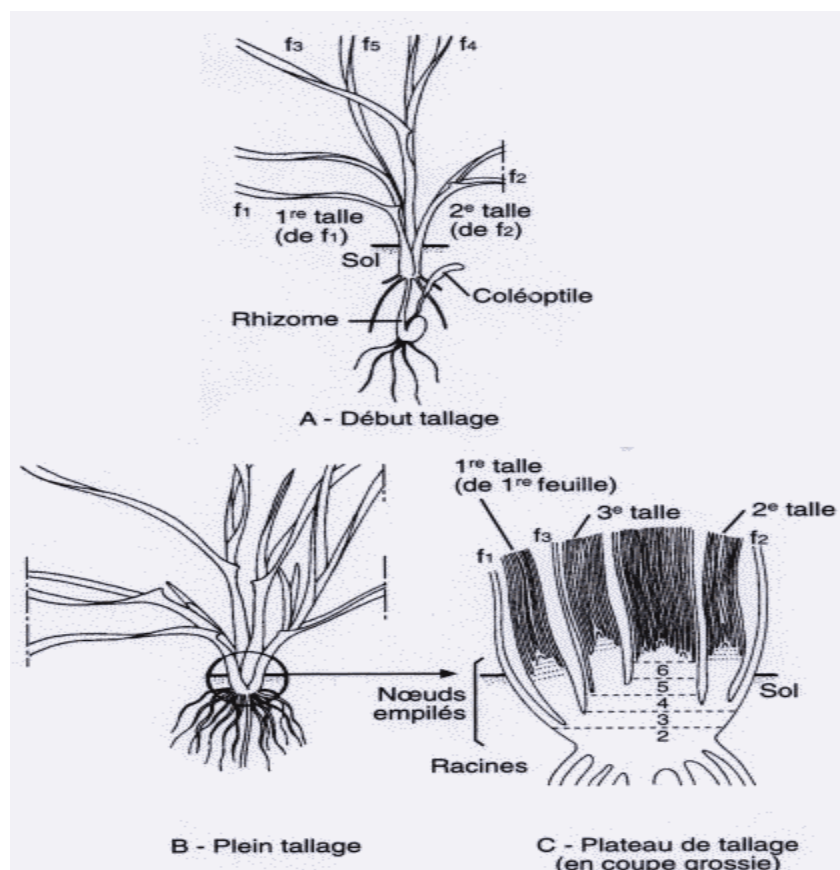 f3
f5
f4
f2
f1
1re talle
(de f1)
2e talle
(de f2)
Sol
Coléoptile
Rhizome
A - Début tallage
1re talle
(de 1re feuille)
3e talle
2e talle
f1
f3
f2
Nœuds
empilés
6
5
4
3
2
Sol
Racines
B - Plein tallage
C - Plateau de tallage
(en coupe grossie)